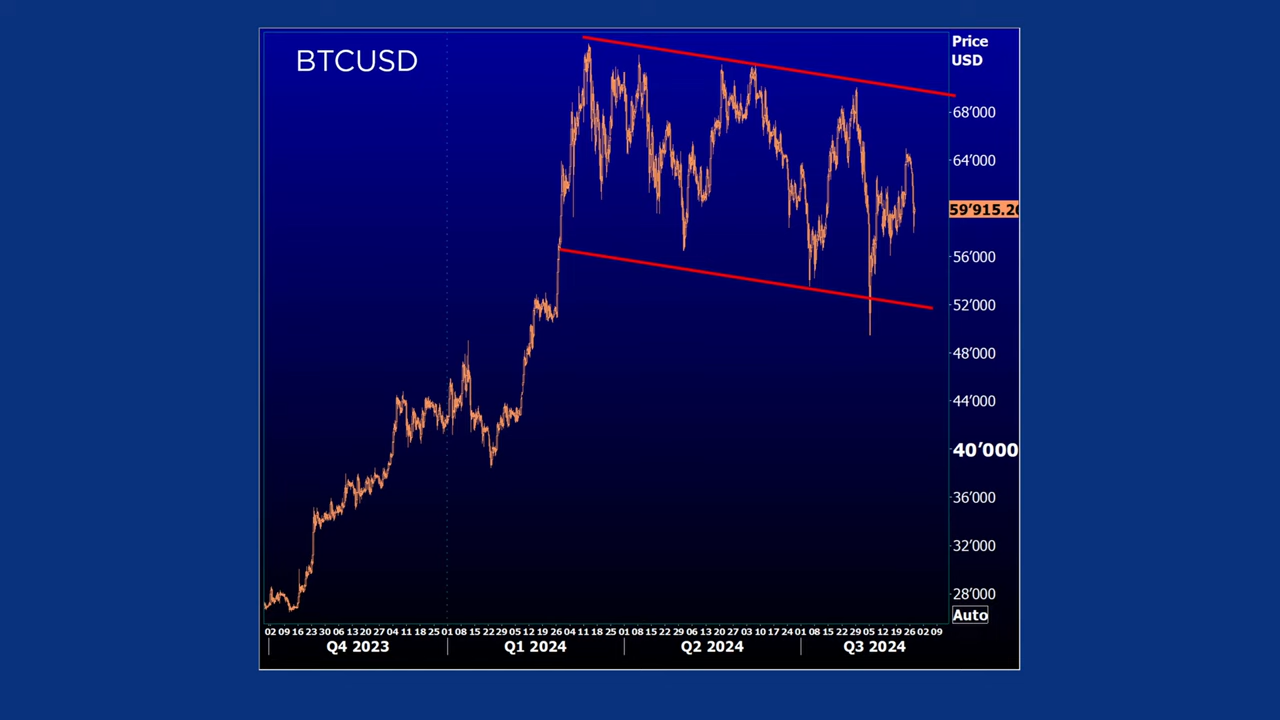 BTCUSD
Price
USD
68’000
64’000
59’915.20
56’000
52’000
48’000
44’000
40’000
36’000
32’000
28’000
Auto
02 09 16 23 30 06 13 20 27 04 11 18 25 01 08 15 22 29 05 12 19 26 04 11 18 25 01 08 15 22 29 06 13 20 27 03 10 17 24 01 08 15 22 29 05 12 19 26 02 09
Q4 2023 Q1 2024 Q2 2024 Q3 2024